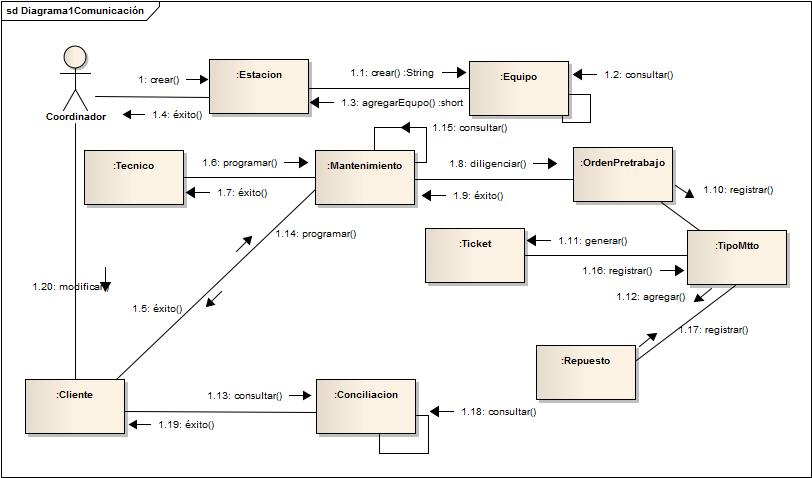 sd Diagrama1Comunicación
Coordinador
1: crear()
:Estacion
1.1: crear() :String
:Equipo
1.2: consultar()
1.3: agregarEqupo() :short
1.4: éxito()
1.15: consultar()
:Tecnico
1.6: programar()
:Mantenimiento
1.8: diligenciar()
:OrdenPretrabajo
1.7: éxito()
1.9: éxito()
1.10: registrar()
1.14: programar()
:Ticket
1.11: generar()
:TipoMtto
1.16: registrar()
1.20: modificar()
1.5: éxito()
1.12: agregar()
1.17: registrar()
:Repuesto
:Cliente
1.13: consultar()
:Conciliacion
1.18: consultar()
1.19: éxito()